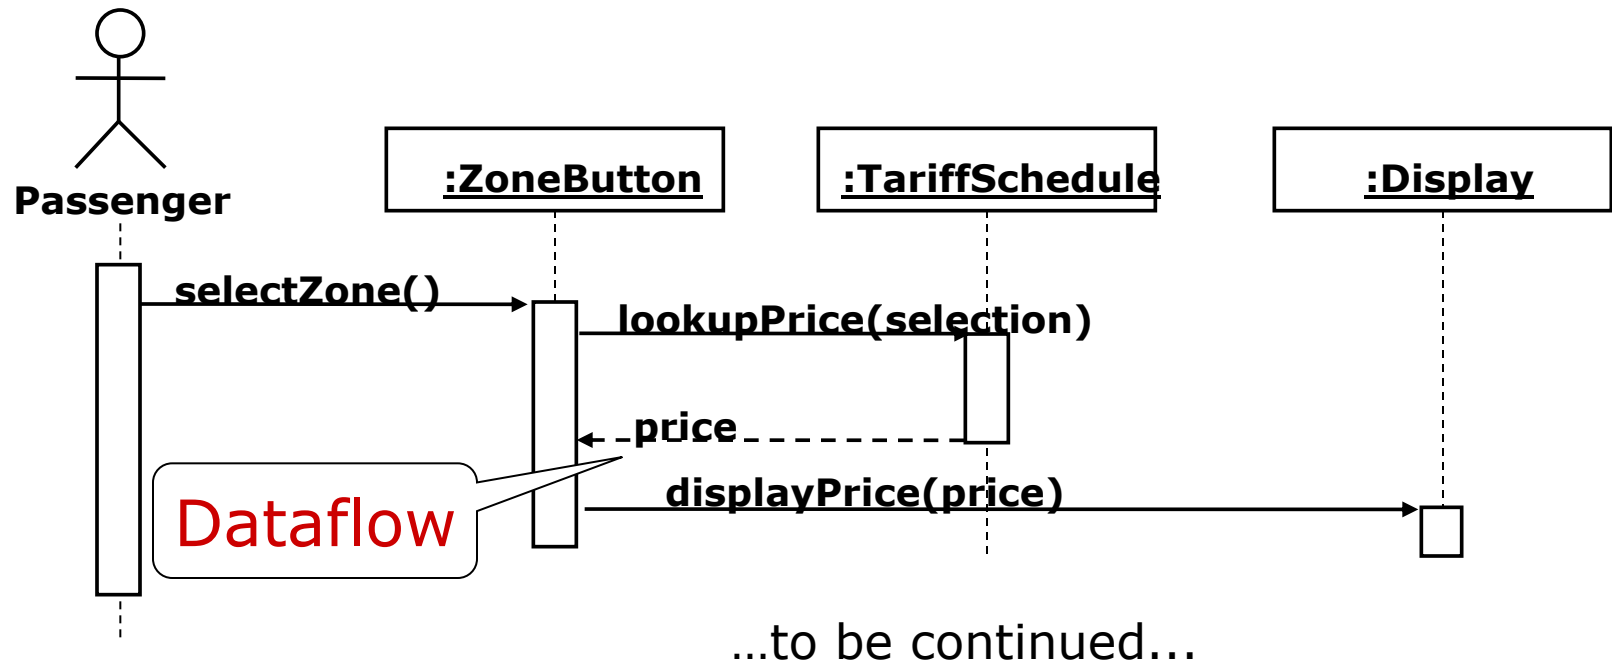 Passenger
:ZoneButton
:TariffSchedule
:Display
selectZone()
lookupPrice(selection)
price
Dataflow
displayPrice(price)
...to be continued...